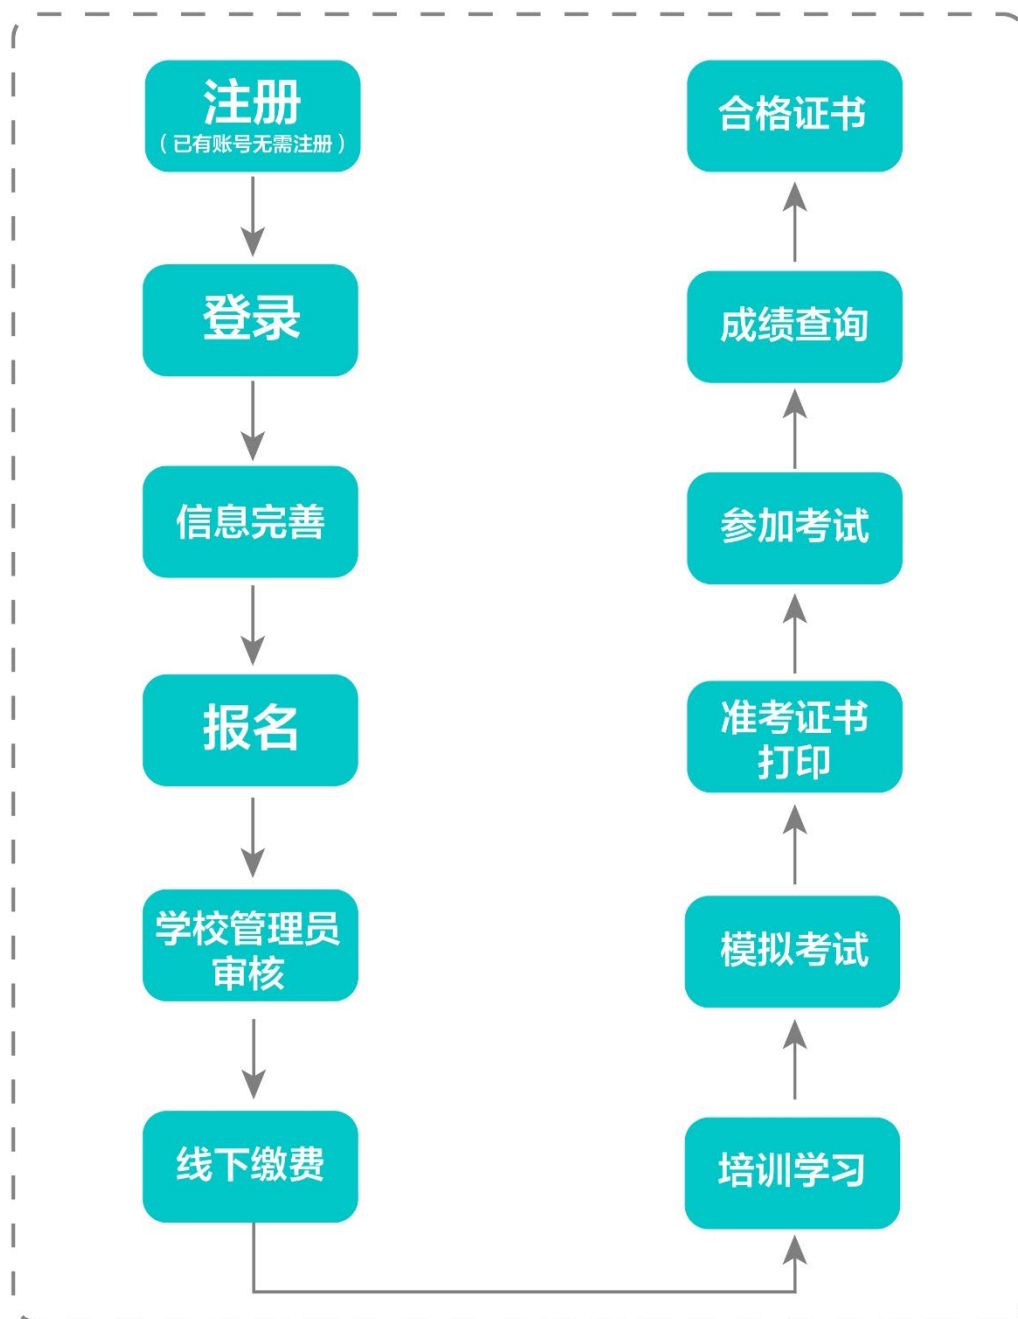 注册
（已有账号无需注册）
登录
信息完善
报名
学校管理员
审核
线下缴费
培训学习
模拟考试
准考证书
打印
参加考试
成绩查询
合格证书